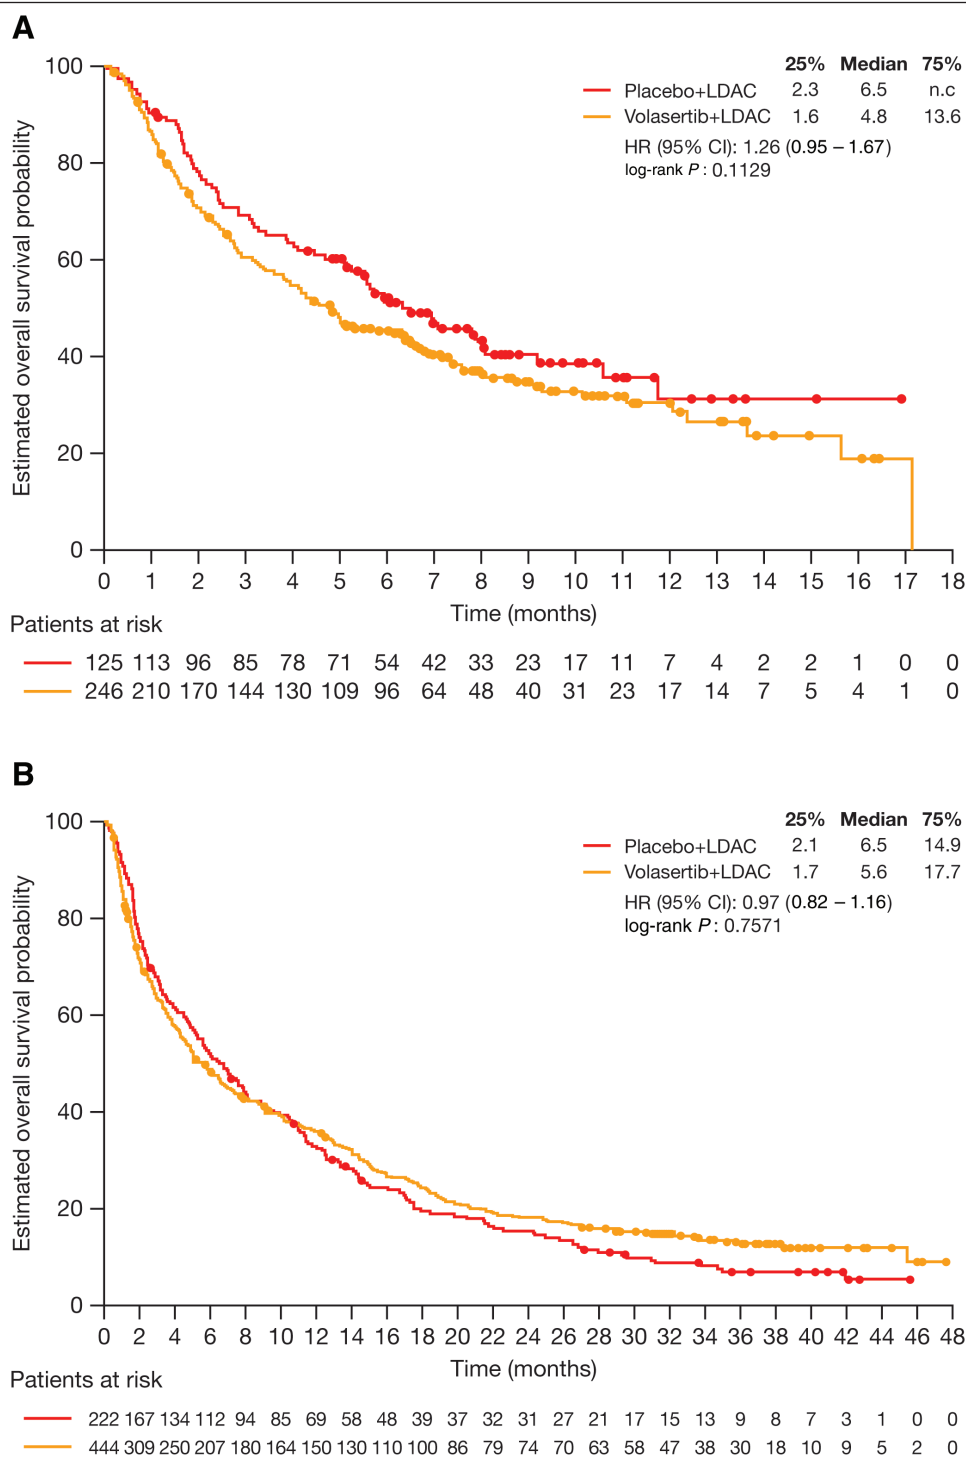 A
25% Median 75%
Placebo+LDAC 2.3 6.5 n.c
Volasertib+LDAC 1.6 4.8 13.6
HR (95% CI): 1.26 (0.95 – 1.67)
log-rank P : 0.1129
Estimated overall survival probability
100
80
60
40
20
0
0 1 2 3 4 5 6 7 8 9 10 11 12 13 14 15 16 17 18
Time (months)
Patients at risk
125 113 96 85 78 71 54 42 33 23 17 11 7 4 2 2 1 0 0
246 210 170 144 130 109 96 64 48 40 31 23 17 14 7 5 4 1 0
B
25% Median 75%
Placebo+LDAC 2.1 6.5 14.9
Volasertib+LDAC 1.7 5.6 17.7
HR (95% CI): 0.97 (0.82 – 1.16)
log-rank P : 0.7571
Estimated overall survival probability
100
80
60
40
20
0
0 2 4 6 8 10 12 14 16 18 20 22 24 26 28 30 32 34 36 38 40 42 44 46 48
Time (months)
Patients at risk
222 167 134 112 94 85 69 58 48 39 37 32 31 27 21 17 15 13 9 8 7 3 1 0 0
444 309 250 207 180 164 150 130 110 100 86 79 74 70 63 58 47 38 30 18 10 9 5 2 0